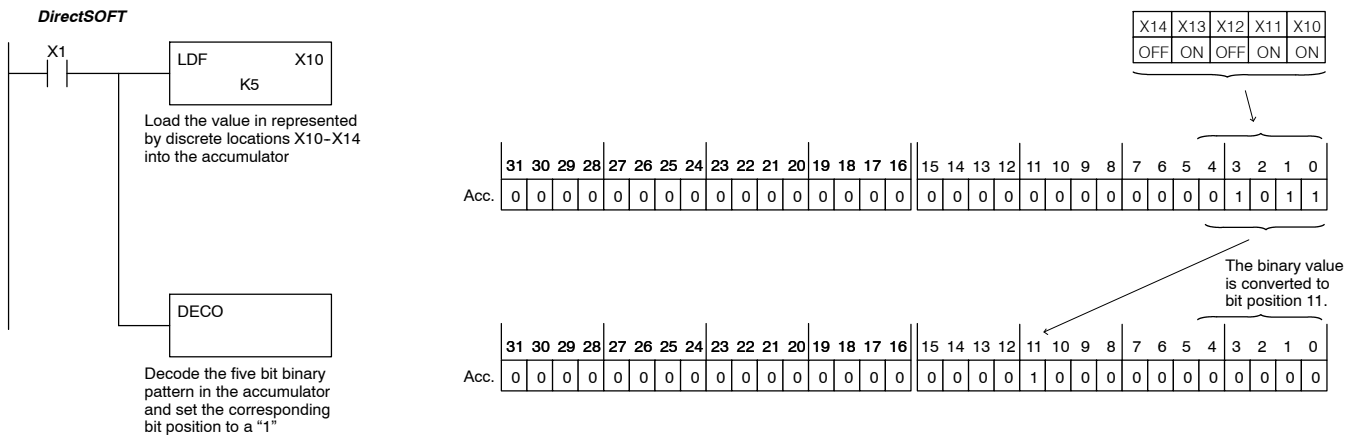 DirectSOFT
X1
LDF X10
K5
Load the value in represented
by discrete locations X10-X14
into the accumulator
X14 X13 X12 X11 X10
OFF ON OFF ON ON
31 30 29 28 27 26 25 24 23 22 21 20 19 18 17 16 15 14 13 12 11 10 9 8 7 6 5 4 3 2 1 0
Acc. 0 0 0 0 0 0 0 0 0 0 0 0 0 0 0 0 0 0 0 0 0 0 0 0 0 0 0 0 1 0 1 1
The binary value
is converted to
bit position 11.
DECO
Decode the five bit binary
pattern in the accumulator
and set the corresponding
bit position to a “1”
31 30 29 28 27 26 25 24 23 22 21 20 19 18 17 16 15 14 13 12 11 10 9 8 7 6 5 4 3 2 1 0
Acc. 0 0 0 0 0 0 0 0 0 0 0 0 0 0 0 0 0 0 0 0 1 0 0 0 0 0 0 0 0 0 0 0